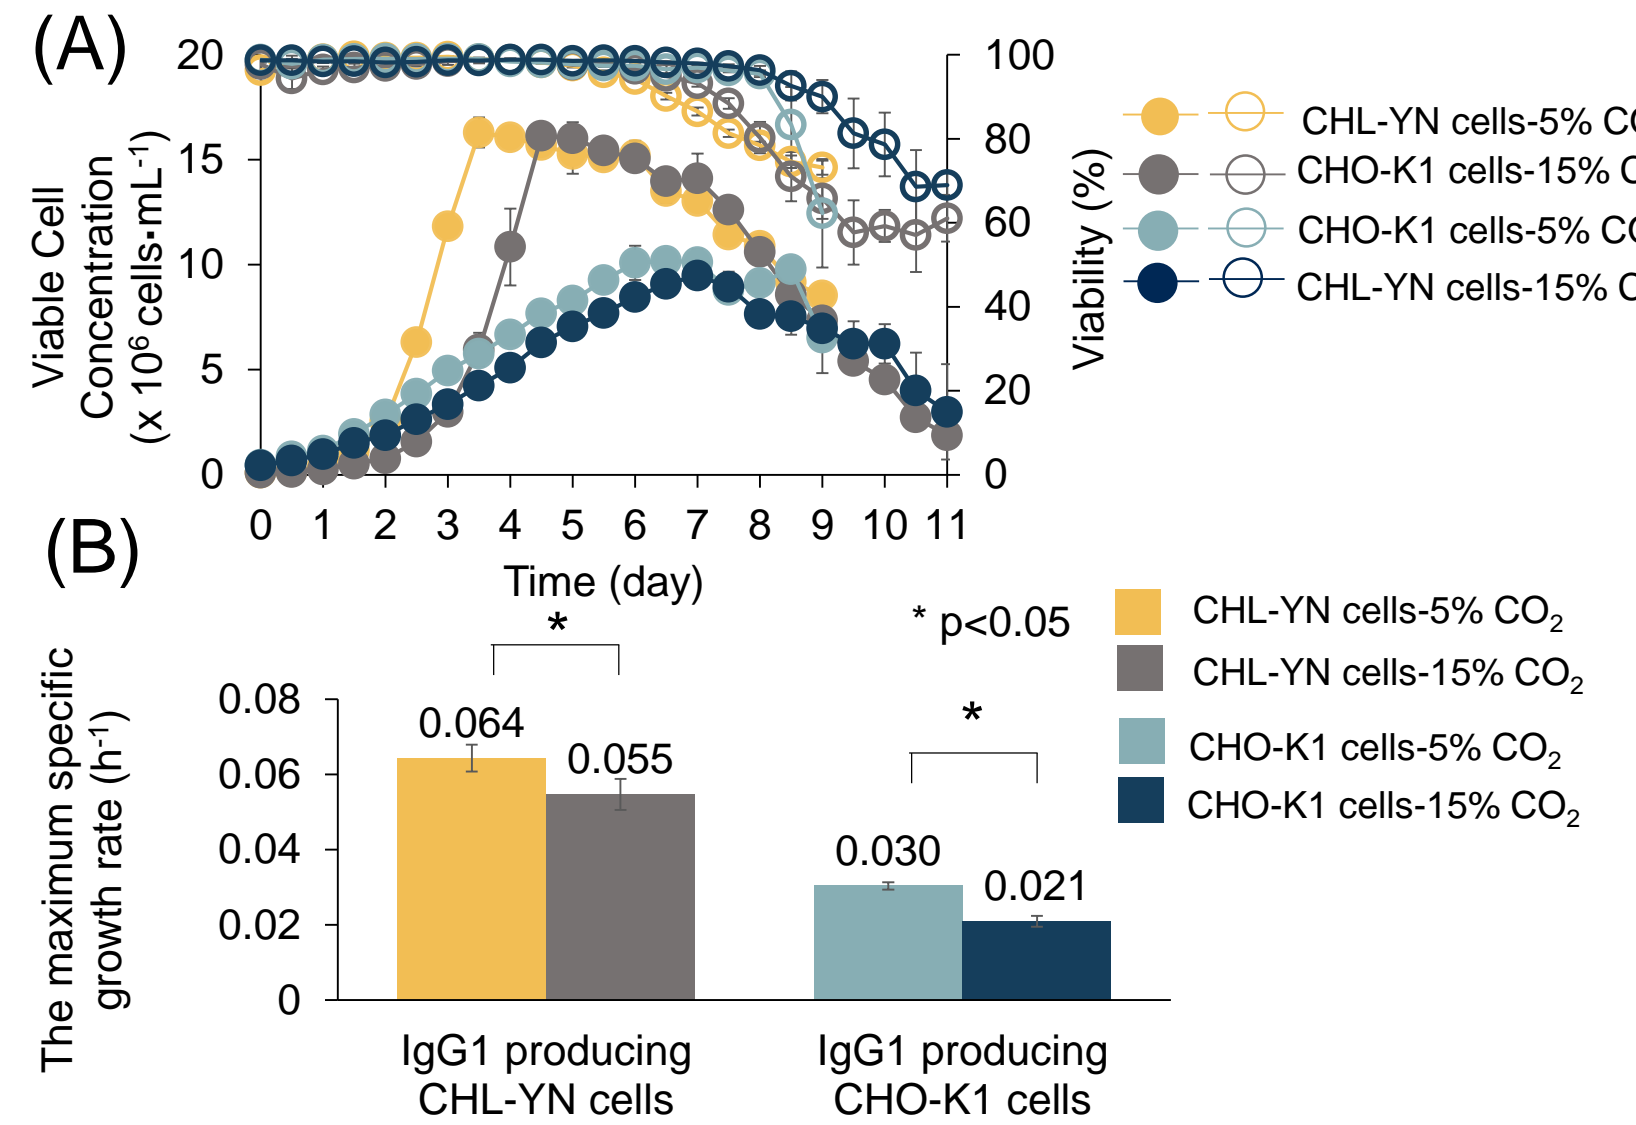 (A)
Viable Cell
Concentration
(x 10⁶ cells·mL⁻¹)
20
15
10
5
0
100
80
60
40
20
0
Viability (%)
0 1 2 3 4 5 6 7 8 9 10 11
Time (day)
CHL-YN cells-5% C
CHO-K1 cells-15%
CHO-K1 cells-5% C
CHL-YN cells-15%
(B)
The maximum specific
growth rate (h⁻¹)
0.08
0.06
0.04
0.02
0
*
0.064
0.055
* p<0.05
*
0.030
0.021
IgG1 producing
CHL-YN cells
IgG1 producing
CHO-K1 cells
CHL-YN cells-5% CO₂
CHL-YN cells-15% CO₂
CHO-K1 cells-5% CO₂
CHO-K1 cells-15% CO₂